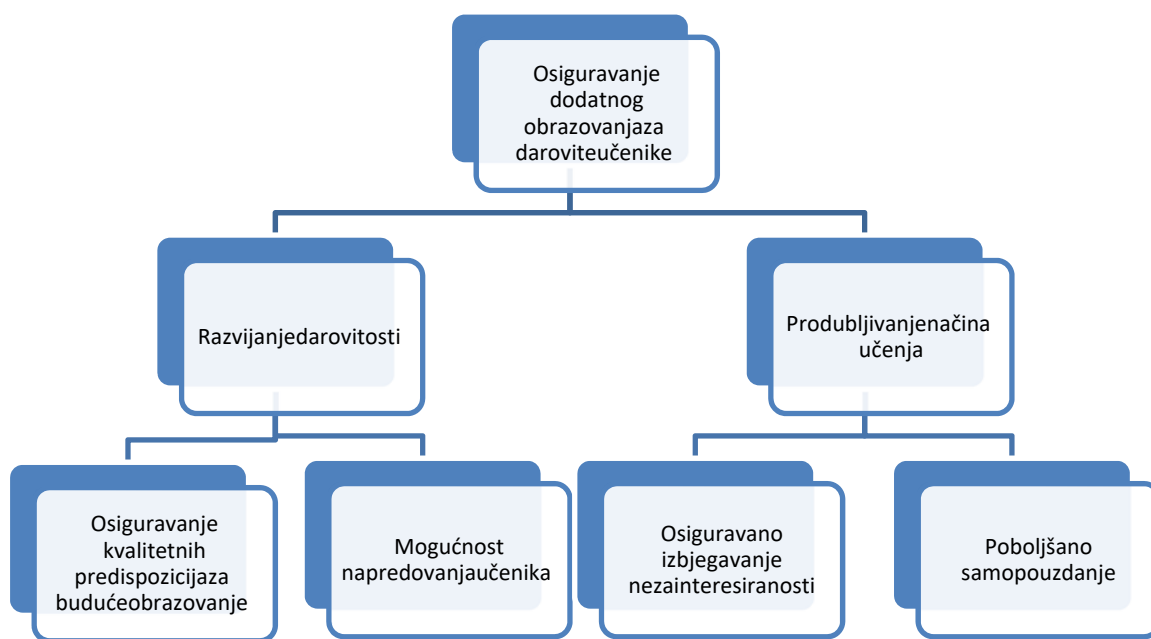 Osiguravanje
dodatnog
obrazovanjaza
daroviteučenike
Razvijanjedarovitosti
Produbljivanjenačina
učenja
Osiguravanje
kvalitetnih
predispozicijaza
budućeobrazovanje
Mogućnost
napredovanjaučenika
Osiguravano
izbjegavanje
nezainteresiranosti
Poboljšano
samopouzdanje